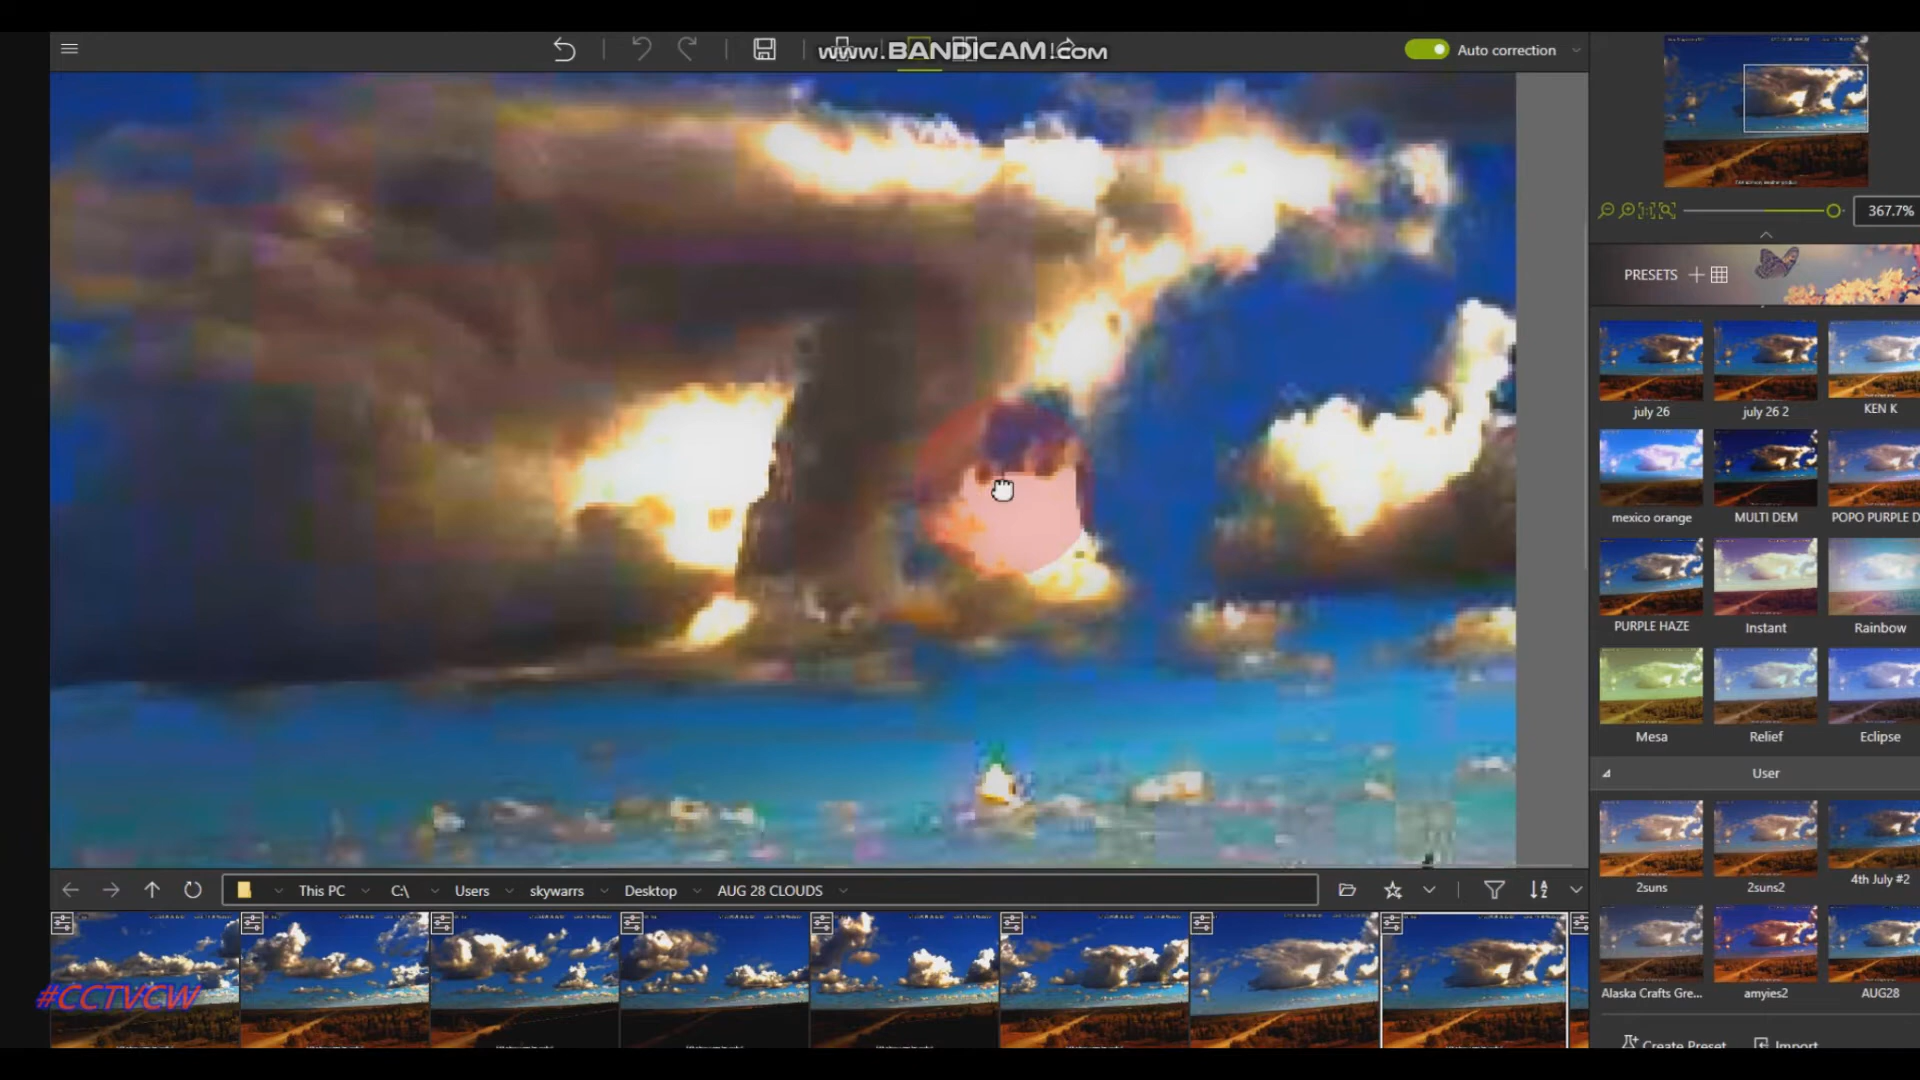 www.BANDICAM.com
Auto correction
367.7%
PRESETS
july 26
july 26 2
KEN K
mexico orange
MULTI DEM
POPO PURPLE D
PURPLE HAZE
Instant
Rainbow
Mesa
Relief
Eclipse
User
2suns
2suns2
4th July #2
Alaska Crafts Gre...
amyies2
AUG28
Create Preset
Import
This PC
C:\
Users
skywarrs
Desktop
AUG 28 CLOUDS
#CCTVCW